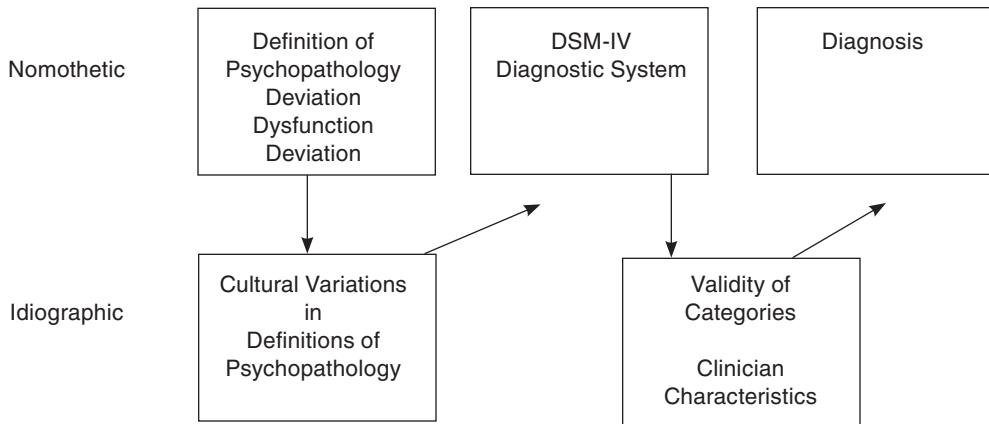 Nomothetic
Definition of
Psychopathology
Deviation
Dysfunction
Deviation
DSM-IV
Diagnostic System
Diagnosis
Idiographic
Cultural Variations
in
Definitions of
Psychopathology
Validity of
Categories
Clinician
Characteristics